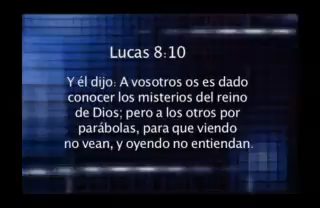 Lucas 8:10
Y él dijo: A vosotros os es dado
conocer los misterios del reino
de Dios; pero a los otros por
parábolas, para que viendo
no vean, y oyendo no entiendan.